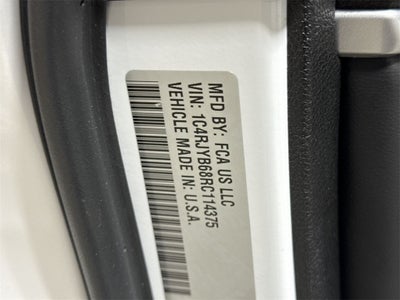 MFD BY: FCA US LLC
VIN: 1C4RJYB68RC114375
VEHICLE MADE IN: U.S.A.